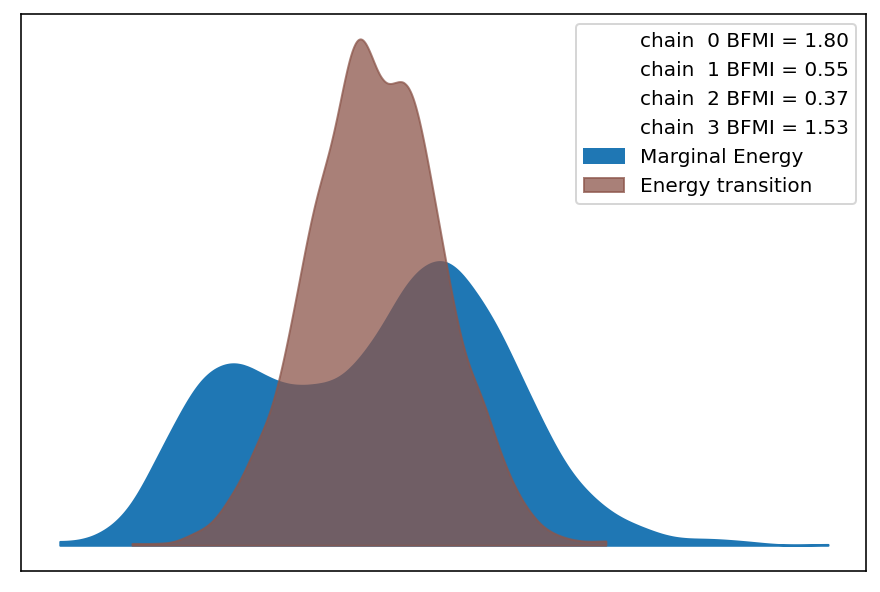 chain  0 BFMI = 1.80
chain  1 BFMI = 0.55
chain  2 BFMI = 0.37
chain  3 BFMI = 1.53
Marginal Energy
Energy transition